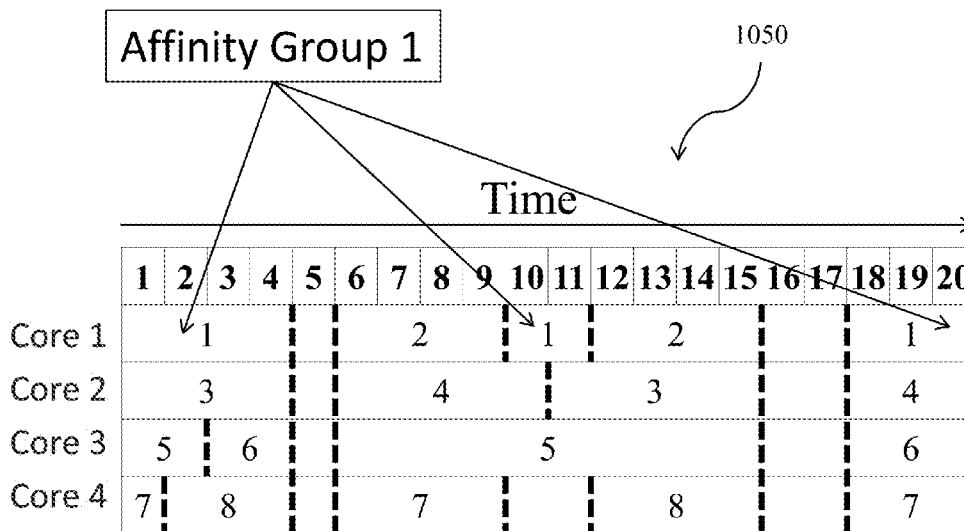 Affinity Group 1
1050
Time
1 2 3 4 5 6 7 8 9 10 11 12 13 14 15 16 17 18 19 20
Core 1 1 2 1 2 1
Core 2 3 4 3 4
Core 3 5 6 5 6
Core 4 7 8 7 8 7